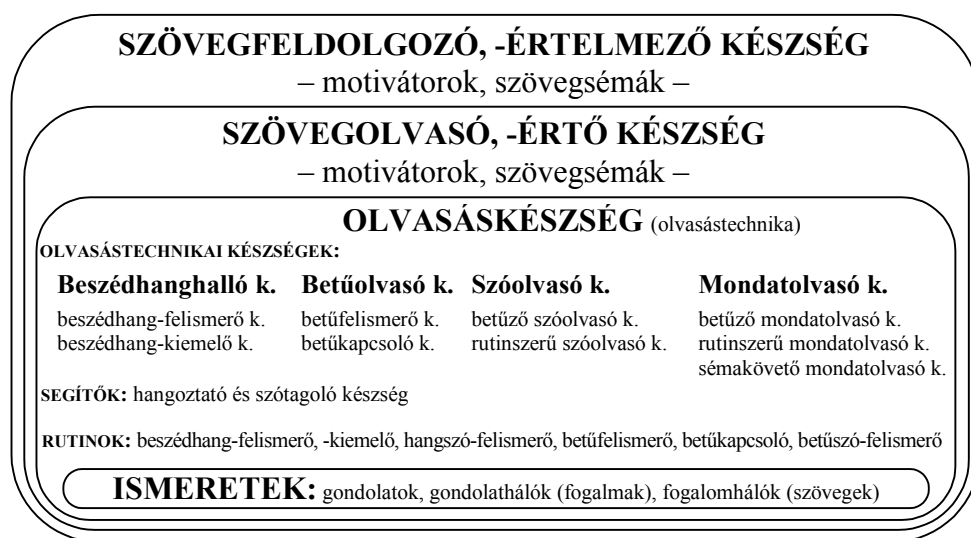 SZÖVEGFELDOLGOZÓ, -ÉRTELMEZŐ KÉSZSÉG
– motivátorok, szövegsémák –
SZÖVEGOLVASÓ, -ÉRTŐ KÉSZSÉG
– motivátorok, szövegsémák –
OLVASÁSKÉSZSÉG (olvasástechnika)
OLVASÁSTECHNIKAI KÉSZSÉGEK:
Beszédhanghalló k. Betűolvasó k. Szóolvasó k. Mondatolvasó k.
beszédhang-felismerő k. betűfelismerő k. betűző szóolvasó k. betűző mondatolvasó k.
beszédhang-kiemelő k. betűkapcsoló k. rutinszerű szóolvasó k. rutinszerű mondatolvasó k.
sémakövető mondatolvasó k.
SEGÍTŐK: hangoztató és szótagoló készség
RUTINOK: beszédhang-felismerő, -kiemelő, hangszó-felismerő, betűfelismerő, betűkapcsoló, betűszó-felismerő
ISMERETEK: gondolatok, gondolathálók (fogalmak), fogalomhálók (szövegek)